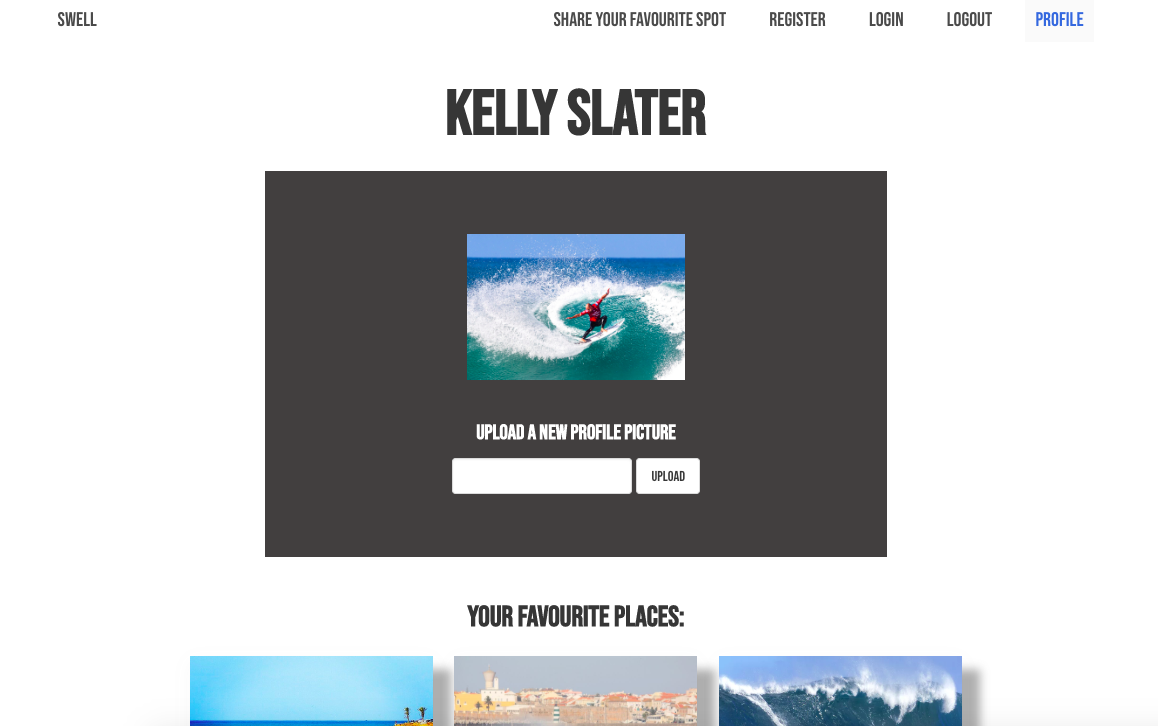 SWELL
SHARE YOUR FAVOURITE SPOT
REGISTER
LOGIN
LOGOUT
PROFILE
KELLY SLATER
UPLOAD A NEW PROFILE PICTURE
UPLOAD
YOUR FAVOURITE PLACES: